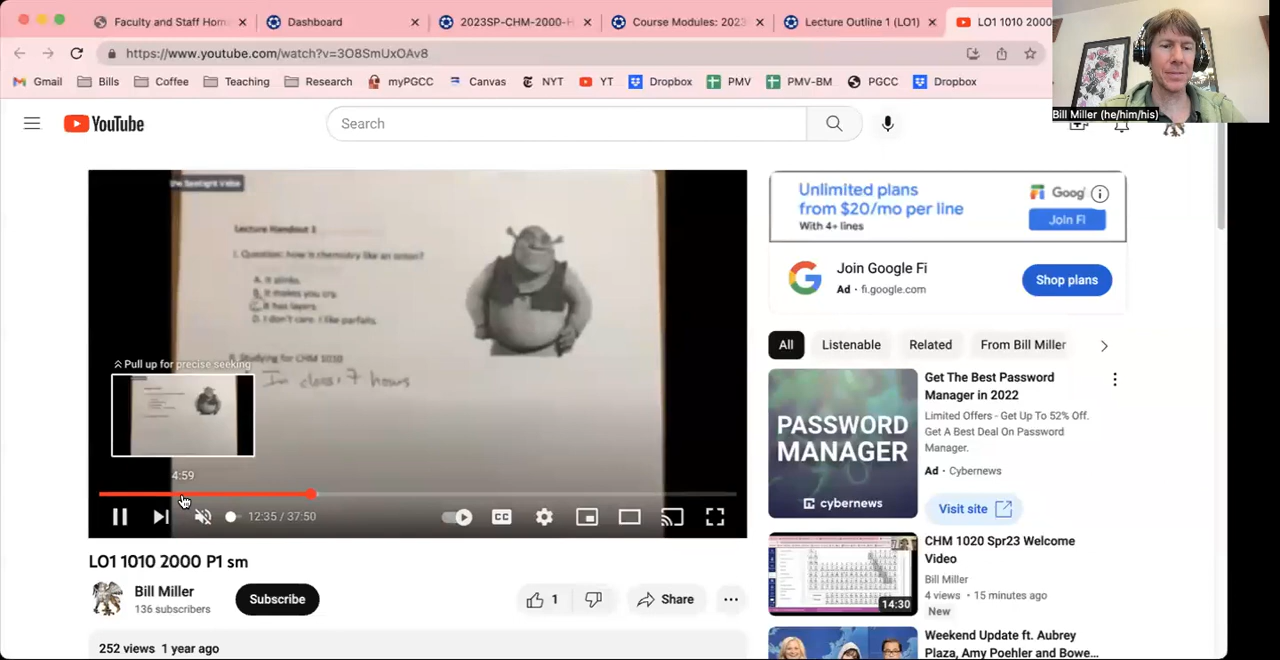 Faculty and Staff Hom
Dashboard
2023SP-CHM-2000-H
Course Modules: 2023
Lecture Outline 1 (LO1)
LO1 1010 2000
https://www.youtube.com/watch?v=3O8SmUxOAv8
Gmail
Bills
Coffee
Teaching
Research
myPGCC
Canvas
NYT
YT
Dropbox
PMV
PMV-BM
PGCC
Dropbox
Bill Miller (he/him/his)
YouTube
Search
Lecture Handout 1
I. Question: how is chemistry like an onion?
A. It stinks.
B. It makes you cry.
C. It has layers.
D. I don't care. I like parfaits.
II. Studying for CHM 1010
In class: 7 hours
Pull up for precise seeking
4:59
12:35 / 37:50
CC
LO1 1010 2000 P1 sm
Bill Miller
136 subscribers
Subscribe
1
Share
252 views 1 year ago
Unlimited plans
from $20/mo per line
With 4+ lines
Goog
Join Fi
Join Google Fi
Ad · fi.google.com
Shop plans
All
Listenable
Related
From Bill Miller
PASSWORD
MANAGER
cybernews
Get The Best Password
Manager in 2022
Limited Offers - Get Up To 52% Off.
Get A Best Deal On Password
Manager.
Ad · Cybernews
Visit site
14:30
CHM 1020 Spr23 Welcome
Video
Bill Miller
4 views · 15 minutes ago
New
Weekend Update ft. Aubrey
Plaza, Amy Poehler and Bowe...